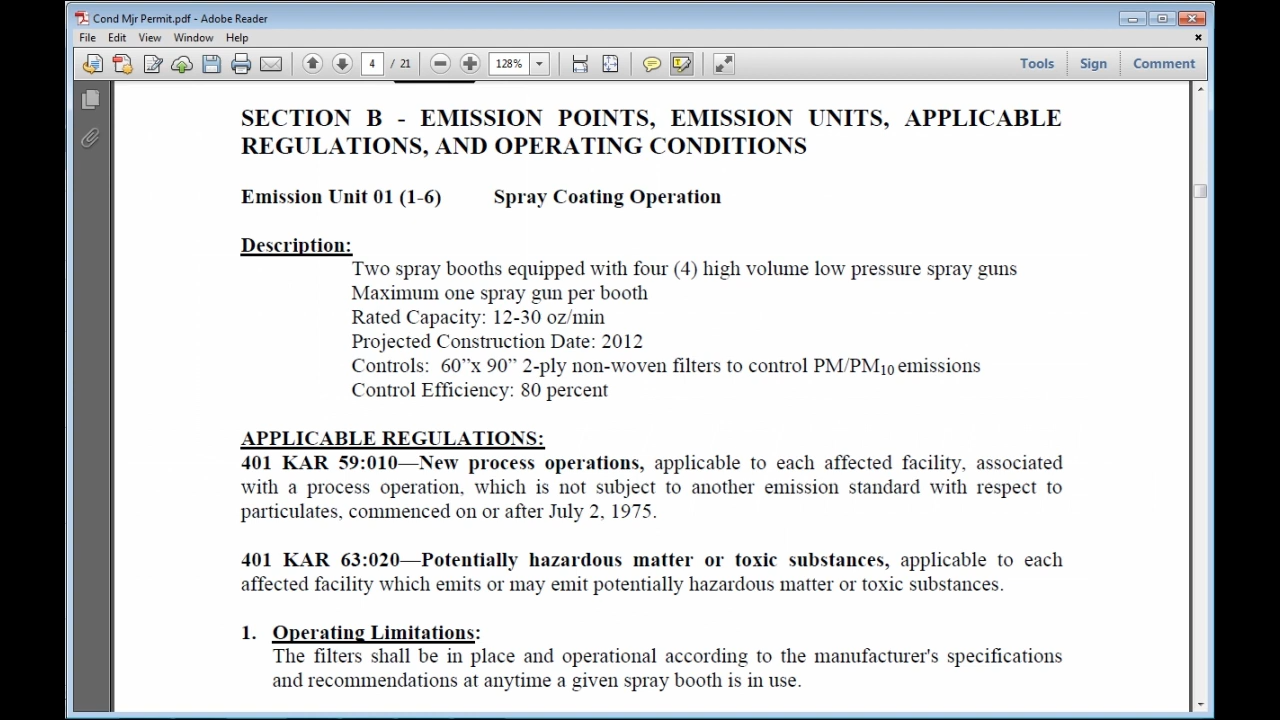 Cond Mjr Permit.pdf - Adobe Reader
File Edit View Window Help
4 / 21 128% Tools Sign Comment
SECTION B - EMISSION POINTS, EMISSION UNITS, APPLICABLE
REGULATIONS, AND OPERATING CONDITIONS
Emission Unit 01 (1-6) Spray Coating Operation
Description:
Two spray booths equipped with four (4) high volume low pressure spray guns
Maximum one spray gun per booth
Rated Capacity: 12-30 oz/min
Projected Construction Date: 2012
Controls: 60”x 90” 2-ply non-woven filters to control PM/PM10 emissions
Control Efficiency: 80 percent
APPLICABLE REGULATIONS:
401 KAR 59:010—New process operations, applicable to each affected facility, associated
with a process operation, which is not subject to another emission standard with respect to
particulates, commenced on or after July 2, 1975.
401 KAR 63:020—Potentially hazardous matter or toxic substances, applicable to each
affected facility which emits or may emit potentially hazardous matter or toxic substances.
1. Operating Limitations:
The filters shall be in place and operational according to the manufacturer's specifications
and recommendations at anytime a given spray booth is in use.